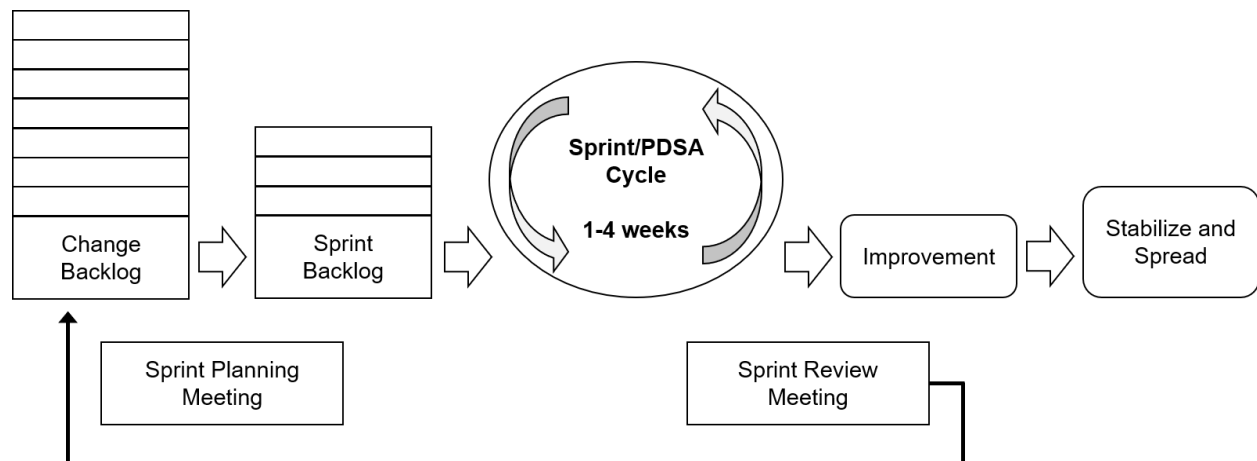 Change
Backlog
Sprint
Backlog
Sprint/PDSA
Cycle
1-4 weeks
Improvement
Stabilize and
Spread
Sprint Planning
Meeting
Sprint Review
Meeting